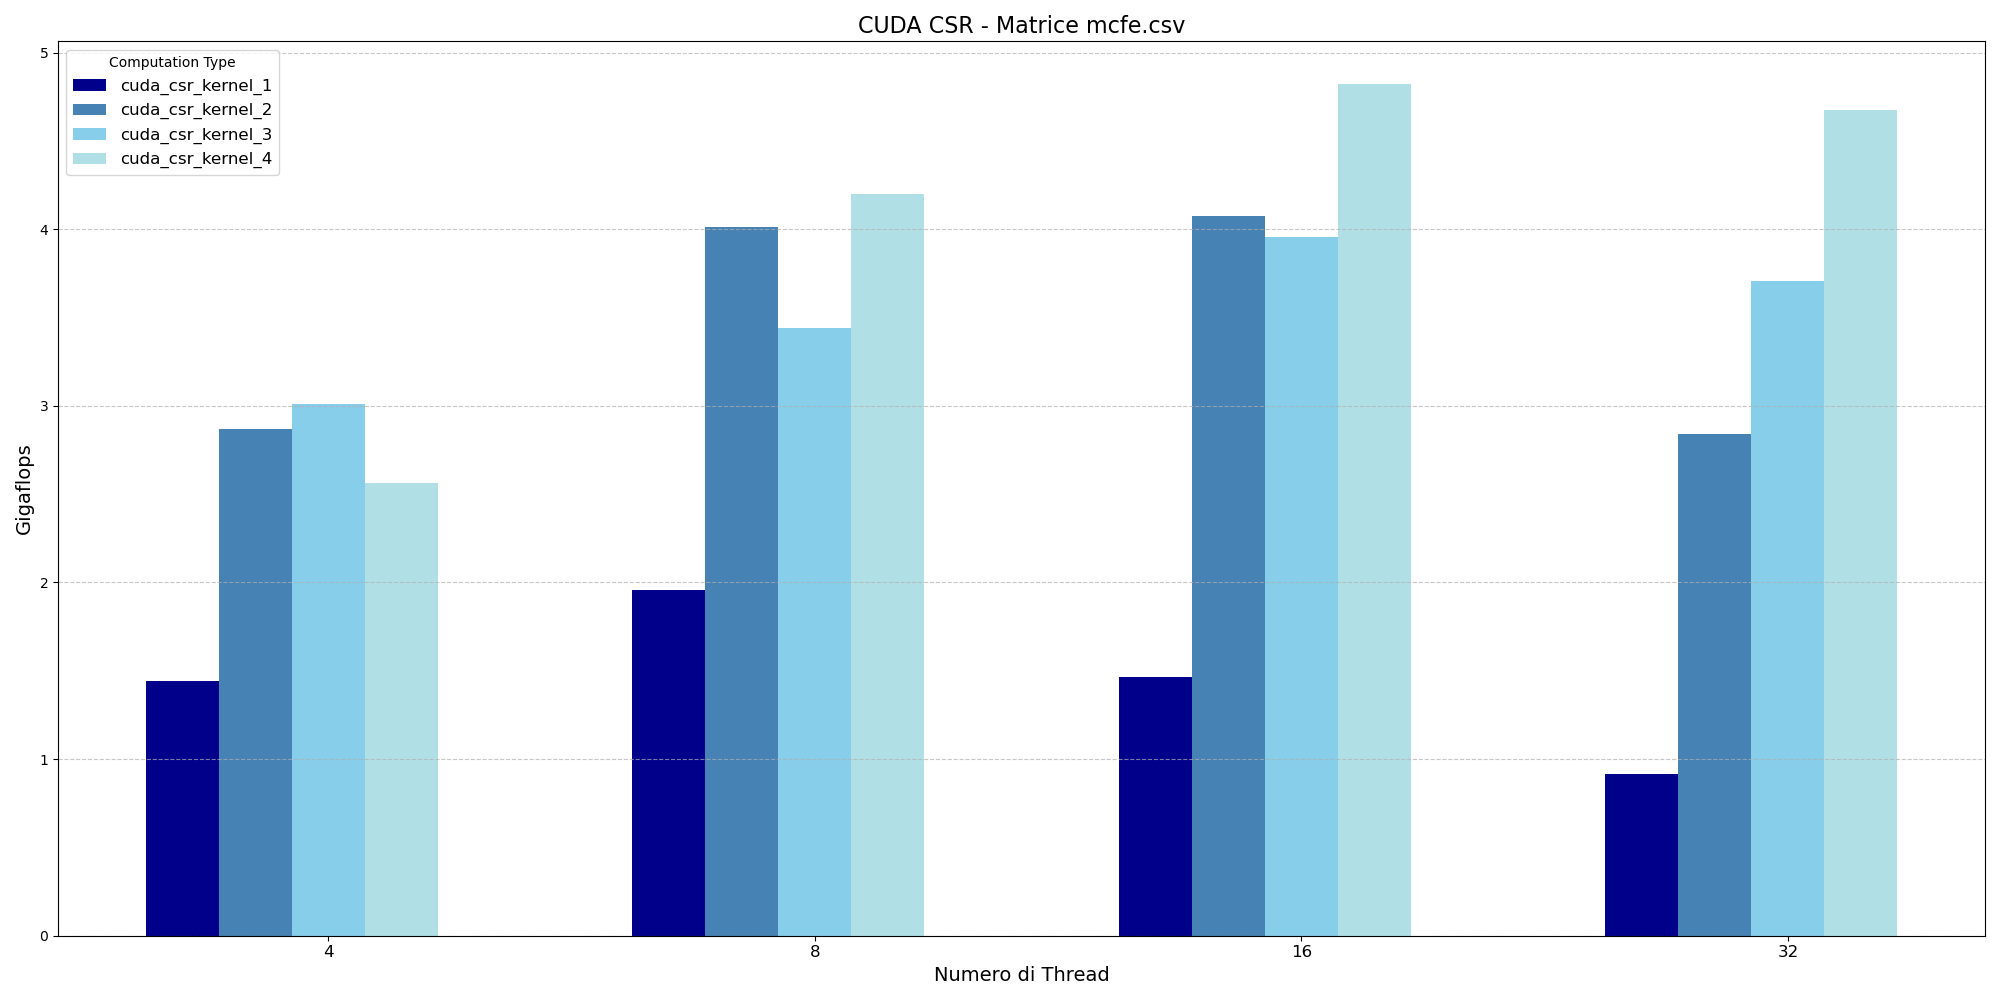 CUDA CSR - Matrice mcfe.csv
Computation Type
cuda_csr_kernel_1
cuda_csr_kernel_2
cuda_csr_kernel_3
cuda_csr_kernel_4
Gigaflops
5
4
3
2
1
0
4 8 16 32
Numero di Thread